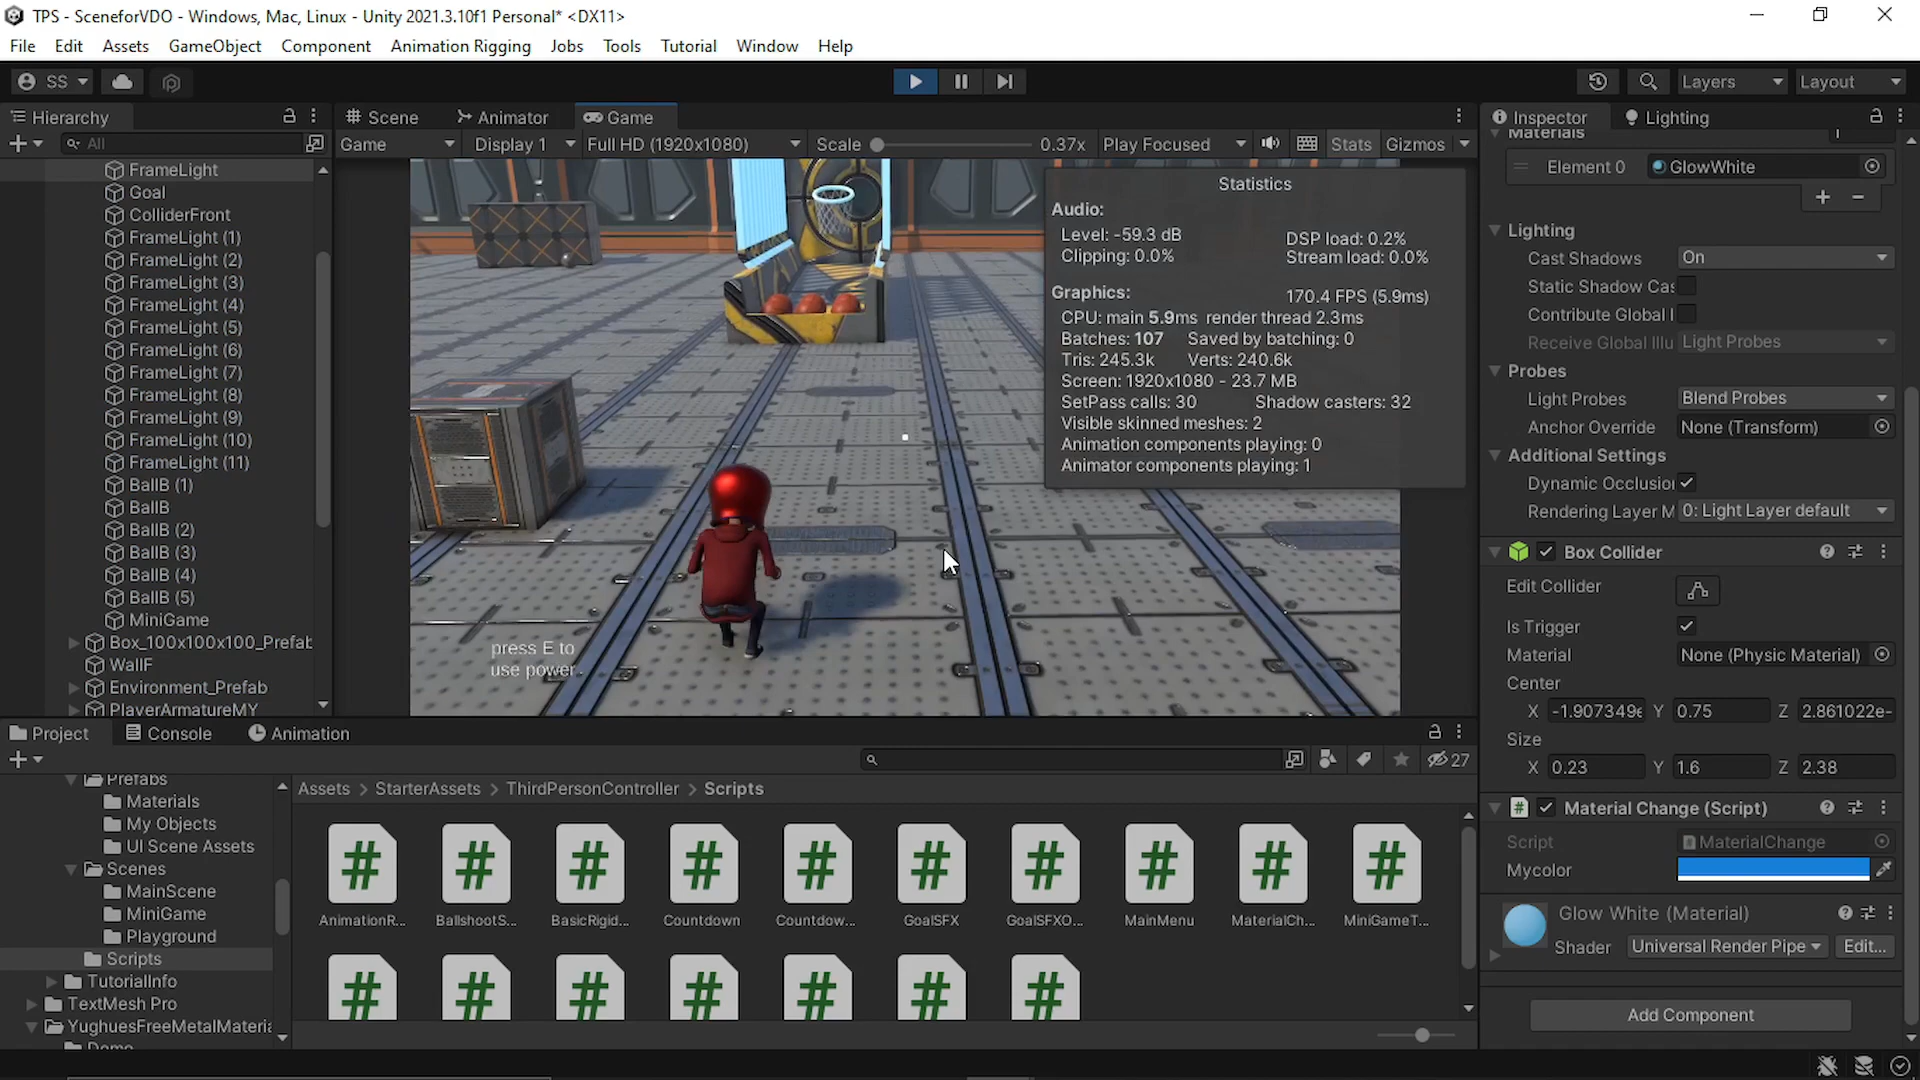 TPS - SceneforVDO - Windows, Mac, Linux - Unity 2021.3.10f1 Personal* <DX11>
File Edit Assets GameObject Component Animation Rigging Jobs Tools Tutorial Window Help
SS Layers Layout
Hierarchy
All
FrameLight
Goal
ColliderFront
FrameLight (1)
FrameLight (2)
FrameLight (3)
FrameLight (4)
FrameLight (5)
FrameLight (6)
FrameLight (7)
FrameLight (8)
FrameLight (9)
FrameLight (10)
FrameLight (11)
BallB (1)
BallB
BallB (2)
BallB (3)
BallB (4)
BallB (5)
MiniGame
Box_100x100x100_Prefab
WallF
Environment_Prefab
PlayerArmatureMY
Scene Animator Game
Game Display 1 Full HD (1920x1080) Scale 0.37x Play Focused Stats Gizmos
Statistics
Audio:
Level: -59.3 dB DSP load: 0.2%
Clipping: 0.0% Stream load: 0.0%
Graphics: 170.4 FPS (5.9ms)
CPU: main 5.9ms render thread 2.3ms
Batches: 107 Saved by batching: 0
Tris: 245.3k Verts: 240.6k
Screen: 1920x1080 - 23.7 MB
SetPass calls: 30 Shadow casters: 32
Visible skinned meshes: 2
Animation components playing: 0
Animator components playing: 1
press E to
use power
Inspector Lighting
Materials 1
Element 0 GlowWhite
Lighting
Cast Shadows On
Static Shadow Cas
Contribute Global I
Receive Global Illu Light Probes
Probes
Light Probes Blend Probes
Anchor Override None (Transform)
Additional Settings
Dynamic Occlusion
Rendering Layer M 0: Light Layer default
Box Collider
Edit Collider
Is Trigger
Material None (Physic Material)
Center
X -1.907349e Y 0.75 Z 2.861022e-
Size
X 0.23 Y 1.6 Z 2.38
# Material Change (Script)
Script MaterialChange
Mycolor
Glow White (Material)
Shader Universal Render Pipe Edit...
Add Component
Project Console Animation
27
Prefabs
Materials
My Objects
UI Scene Assets
Scenes
MainScene
MiniGame
Playground
Scripts
TutorialInfo
TextMesh Pro
YughuesFreeMetalMateria
Demo
Assets > StarterAssets > ThirdPersonController > Scripts
# # # # # # # # # #
AnimationR... BallshootS... BasicRigid... Countdown Countdow... GoalSFX GoalSFXO... MainMenu MaterialCh... MiniGameT...
# # # # # # #